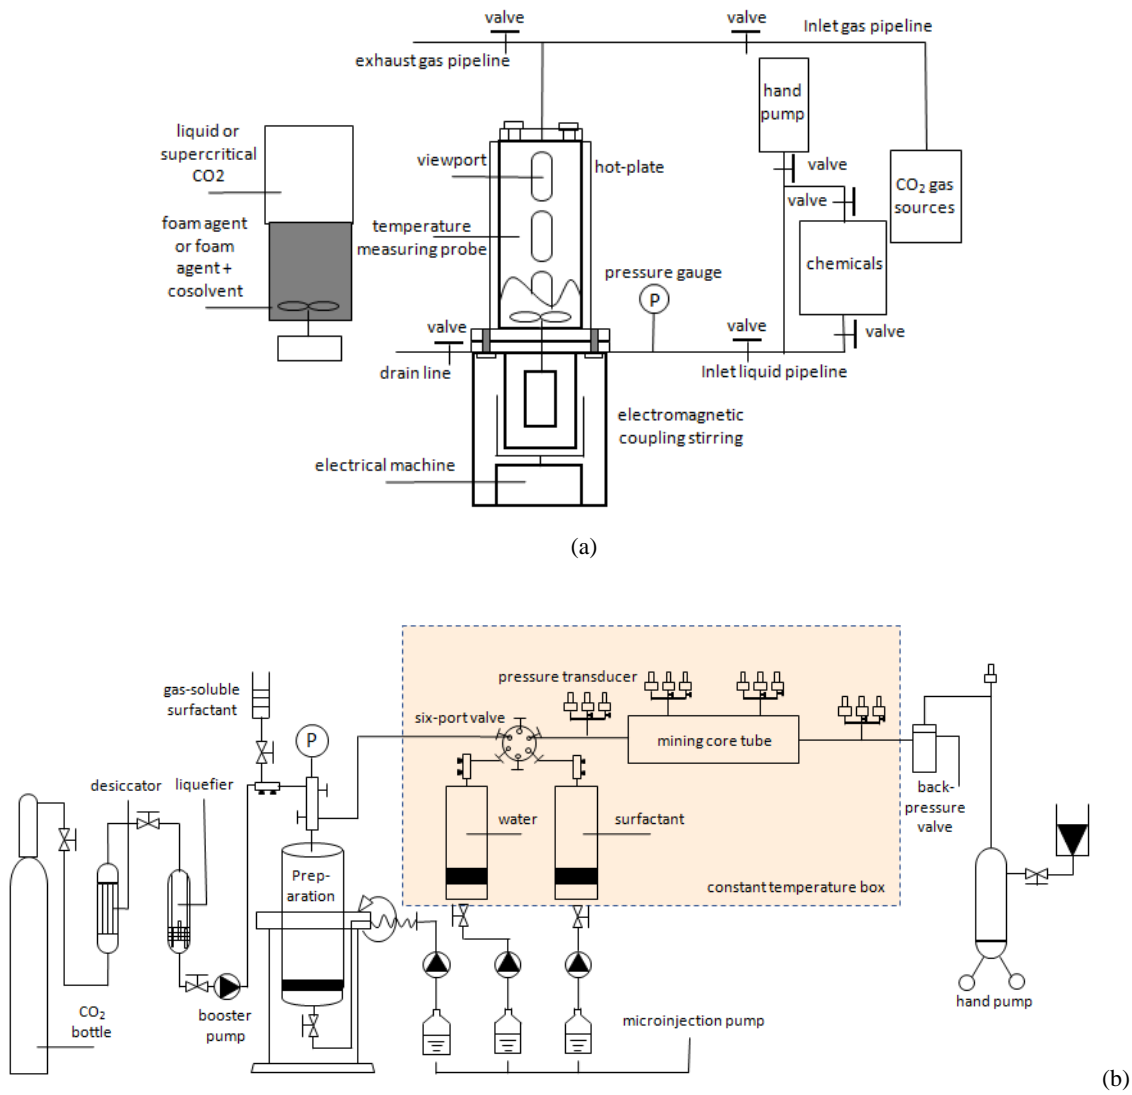 valve
valve
Inlet gas pipeline
exhaust gas pipeline
hand
pump
liquid or
supercritical
CO2
viewport
hot-plate
valve
CO₂ gas
sources
valve
foam agent
or foam
agent +
cosolvent
temperature
measuring probe
chemicals
pressure gauge
P
valve
valve
valve
drain line
Inlet liquid pipeline
electromagnetic
coupling stirring
electrical machine
(a)
gas-soluble
surfactant
pressure transducer
six-port valve
P
mining core tube
desiccator
liquefier
back-
pressure
valve
water
surfactant
Prep-
aration
constant temperature box
CO₂
bottle
booster
pump
microinjection pump
hand pump
(b)